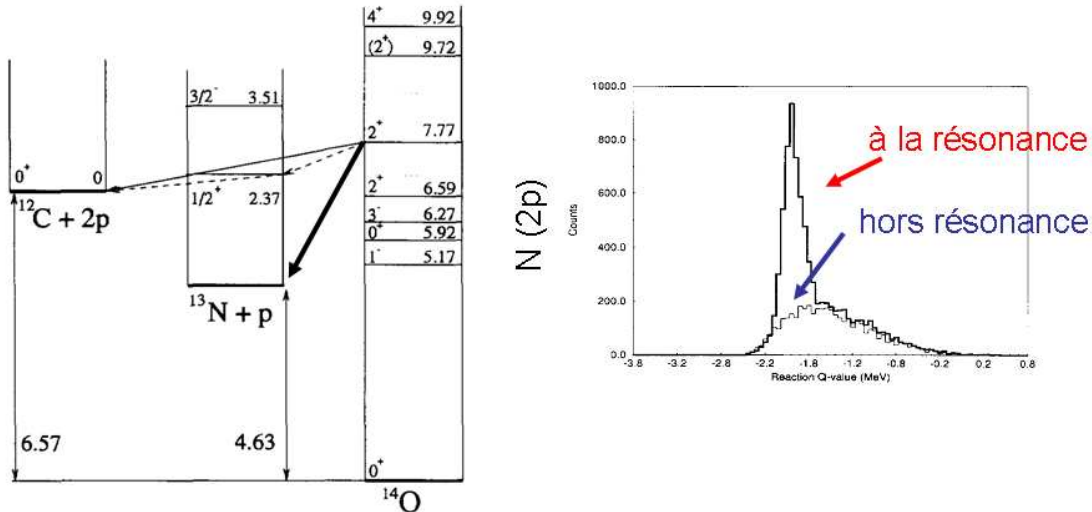 4⁺ 9.92
(2⁺) 9.72
3/2⁻ 3.51
2⁺ 7.77
0⁺ 0
¹²C + 2p
1/2⁺ 2.37
2⁺ 6.59
3⁻ 6.27
0⁺ 5.92
1⁻ 5.17
¹³N + p
6.57
4.63
0⁺
¹⁴O
N (2p)
Counts
1000.0
800.0
600.0
400.0
200.0
0.0
-3.8 -3.2 -2.8 -2.2 -1.8 -1.2 -0.8 -0.2 0.2 0.8
Reaction Q-value (MeV)
à la résonance
hors résonance